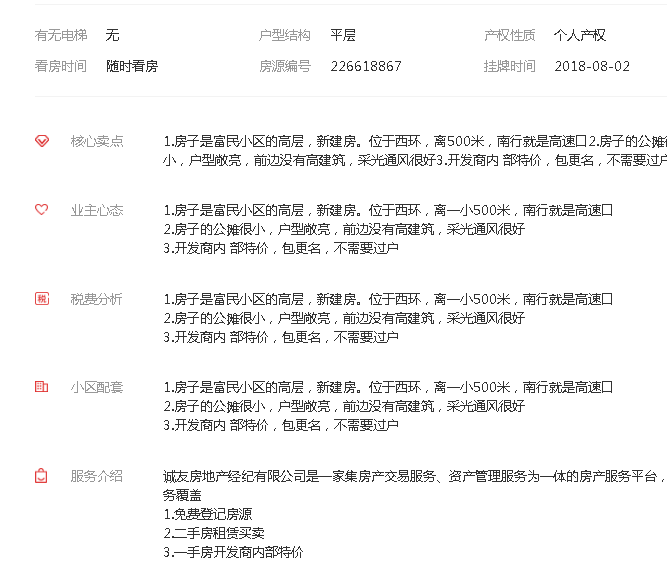 有无电梯 无 户型结构 平层 产权性质 个人产权
看房时间 随时看房 房源编号 226618867 挂牌时间 2018-08-02
核心卖点 1.房子是富民小区的高层，新建房。位于西环，离500米，南行就是高速口2.房子的公摊很
小，户型敞亮，前边没有高建筑，采光通风很好3.开发商内 部特价，包更名，不需要过户
业主心态 1.房子是富民小区的高层，新建房。位于西环，离一小500米，南行就是高速口
2.房子的公摊很小，户型敞亮，前边没有高建筑，采光通风很好
3.开发商内 部特价，包更名，不需要过户
税 税费分析 1.房子是富民小区的高层，新建房。位于西环，离一小500米，南行就是高速口
2.房子的公摊很小，户型敞亮，前边没有高建筑，采光通风很好
3.开发商内 部特价，包更名，不需要过户
小区配套 1.房子是富民小区的高层，新建房。位于西环，离一小500米，南行就是高速口
2.房子的公摊很小，户型敞亮，前边没有高建筑，采光通风很好
3.开发商内 部特价，包更名，不需要过户
服务介绍 诚友房地产经纪有限公司是一家集房产交易服务、资产管理服务为一体的房产服务平台，
务覆盖
1.免费登记房源
2.二手房租赁买卖
3.一手房开发商内部特价